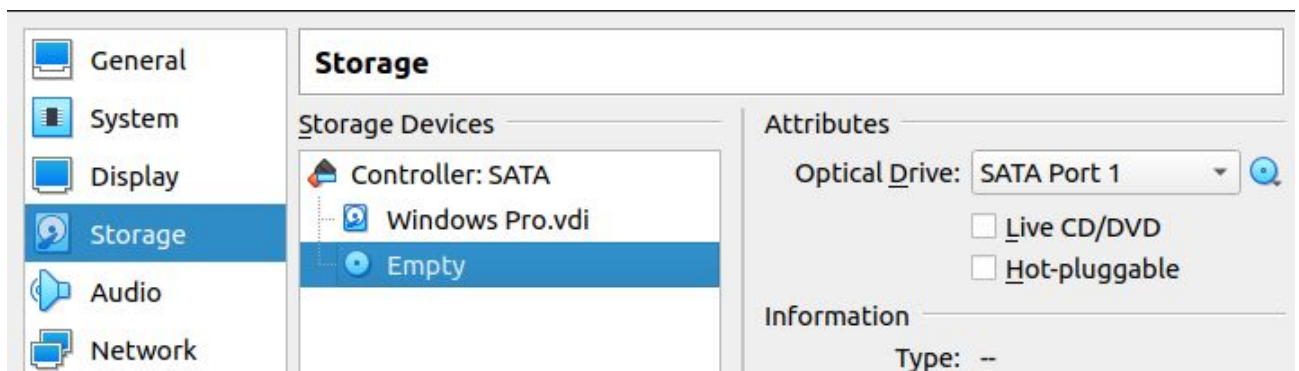 General
System
Display
Storage
Audio
Network
Storage
Storage Devices
Controller: SATA
Windows Pro.vdi
Empty
Attributes
Optical Drive: SATA Port 1
Live CD/DVD
Hot-pluggable
Information
Type: --